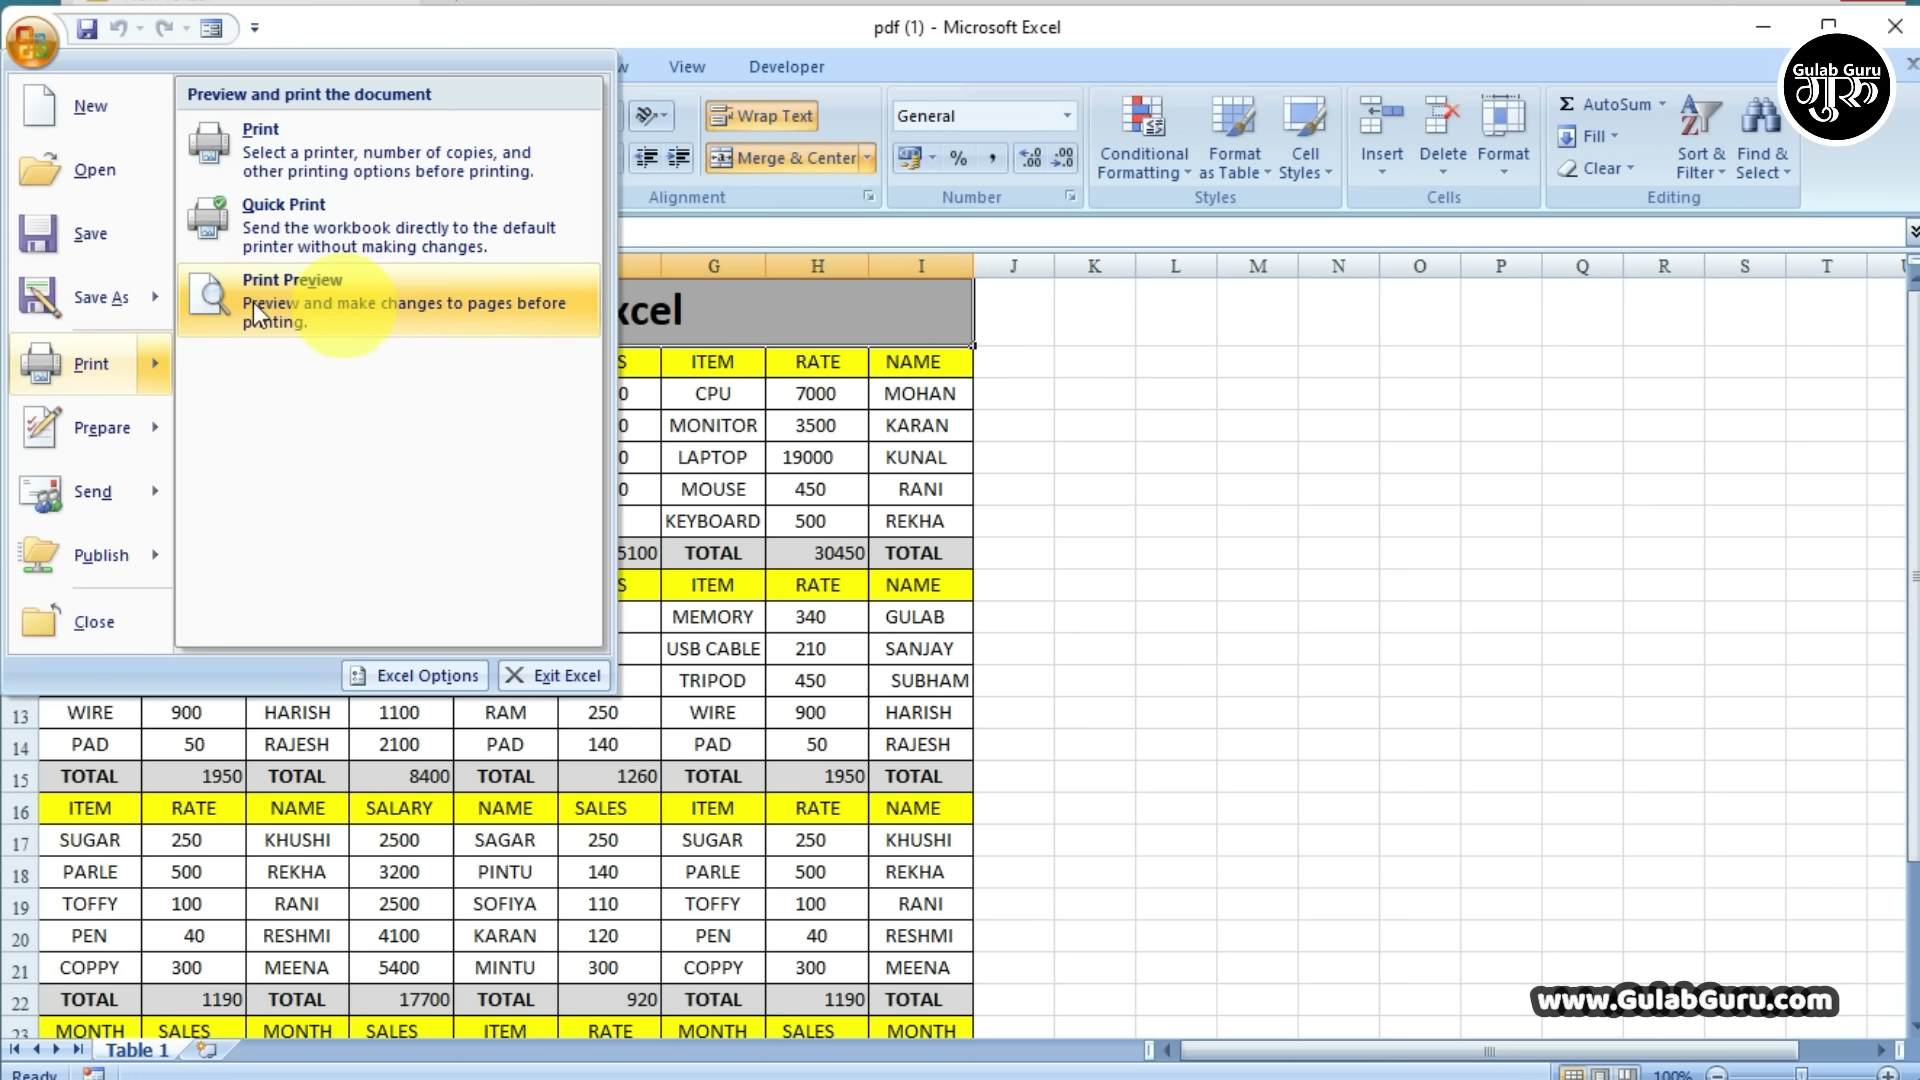 pdf (1) - Microsoft Excel
Gulab Guru
गुरु
View Developer
New
Open
Save
Save As
Print
Prepare
Send
Publish
Close
Preview and print the document
Print
Select a printer, number of copies, and
other printing options before printing.
Quick Print
Send the workbook directly to the default
printer without making changes.
Print Preview
Preview and make changes to pages before
printing.
Excel Options Exit Excel
Wrap Text
Merge & Center
Alignment
General
% , .00
Number
Conditional
Formatting
Format
as Table
Cell
Styles
Styles
Insert Delete Format
Cells
Σ AutoSum
Fill
Clear
Sort &
Filter
Find &
Select
Editing
G H I J K L M N O P Q R S T
xcel
S ITEM RATE NAME
0 CPU 7000 MOHAN
0 MONITOR 3500 KARAN
0 LAPTOP 19000 KUNAL
0 MOUSE 450 RANI
KEYBOARD 500 REKHA
5100 TOTAL 30450 TOTAL
S ITEM RATE NAME
MEMORY 340 GULAB
USB CABLE 210 SANJAY
TRIPOD 450 SUBHAM
13 WIRE 900 HARISH 1100 RAM 250 WIRE 900 HARISH
14 PAD 50 RAJESH 2100 PAD 140 PAD 50 RAJESH
15 TOTAL 1950 TOTAL 8400 TOTAL 1260 TOTAL 1950 TOTAL
16 ITEM RATE NAME SALARY NAME SALES ITEM RATE NAME
17 SUGAR 250 KHUSHI 2500 SAGAR 250 SUGAR 250 KHUSHI
18 PARLE 500 REKHA 3200 PINTU 140 PARLE 500 REKHA
19 TOFFY 100 RANI 2500 SOFIYA 110 TOFFY 100 RANI
20 PEN 40 RESHMI 4100 KARAN 120 PEN 40 RESHMI
21 COPPY 300 MEENA 5400 MINTU 300 COPPY 300 MEENA
22 TOTAL 1190 TOTAL 17700 TOTAL 920 TOTAL 1190 TOTAL
23 MONTH SALES MONTH SALES ITEM RATE MONTH SALES MONTH
www.GulabGuru.com
Table 1
Ready
100%